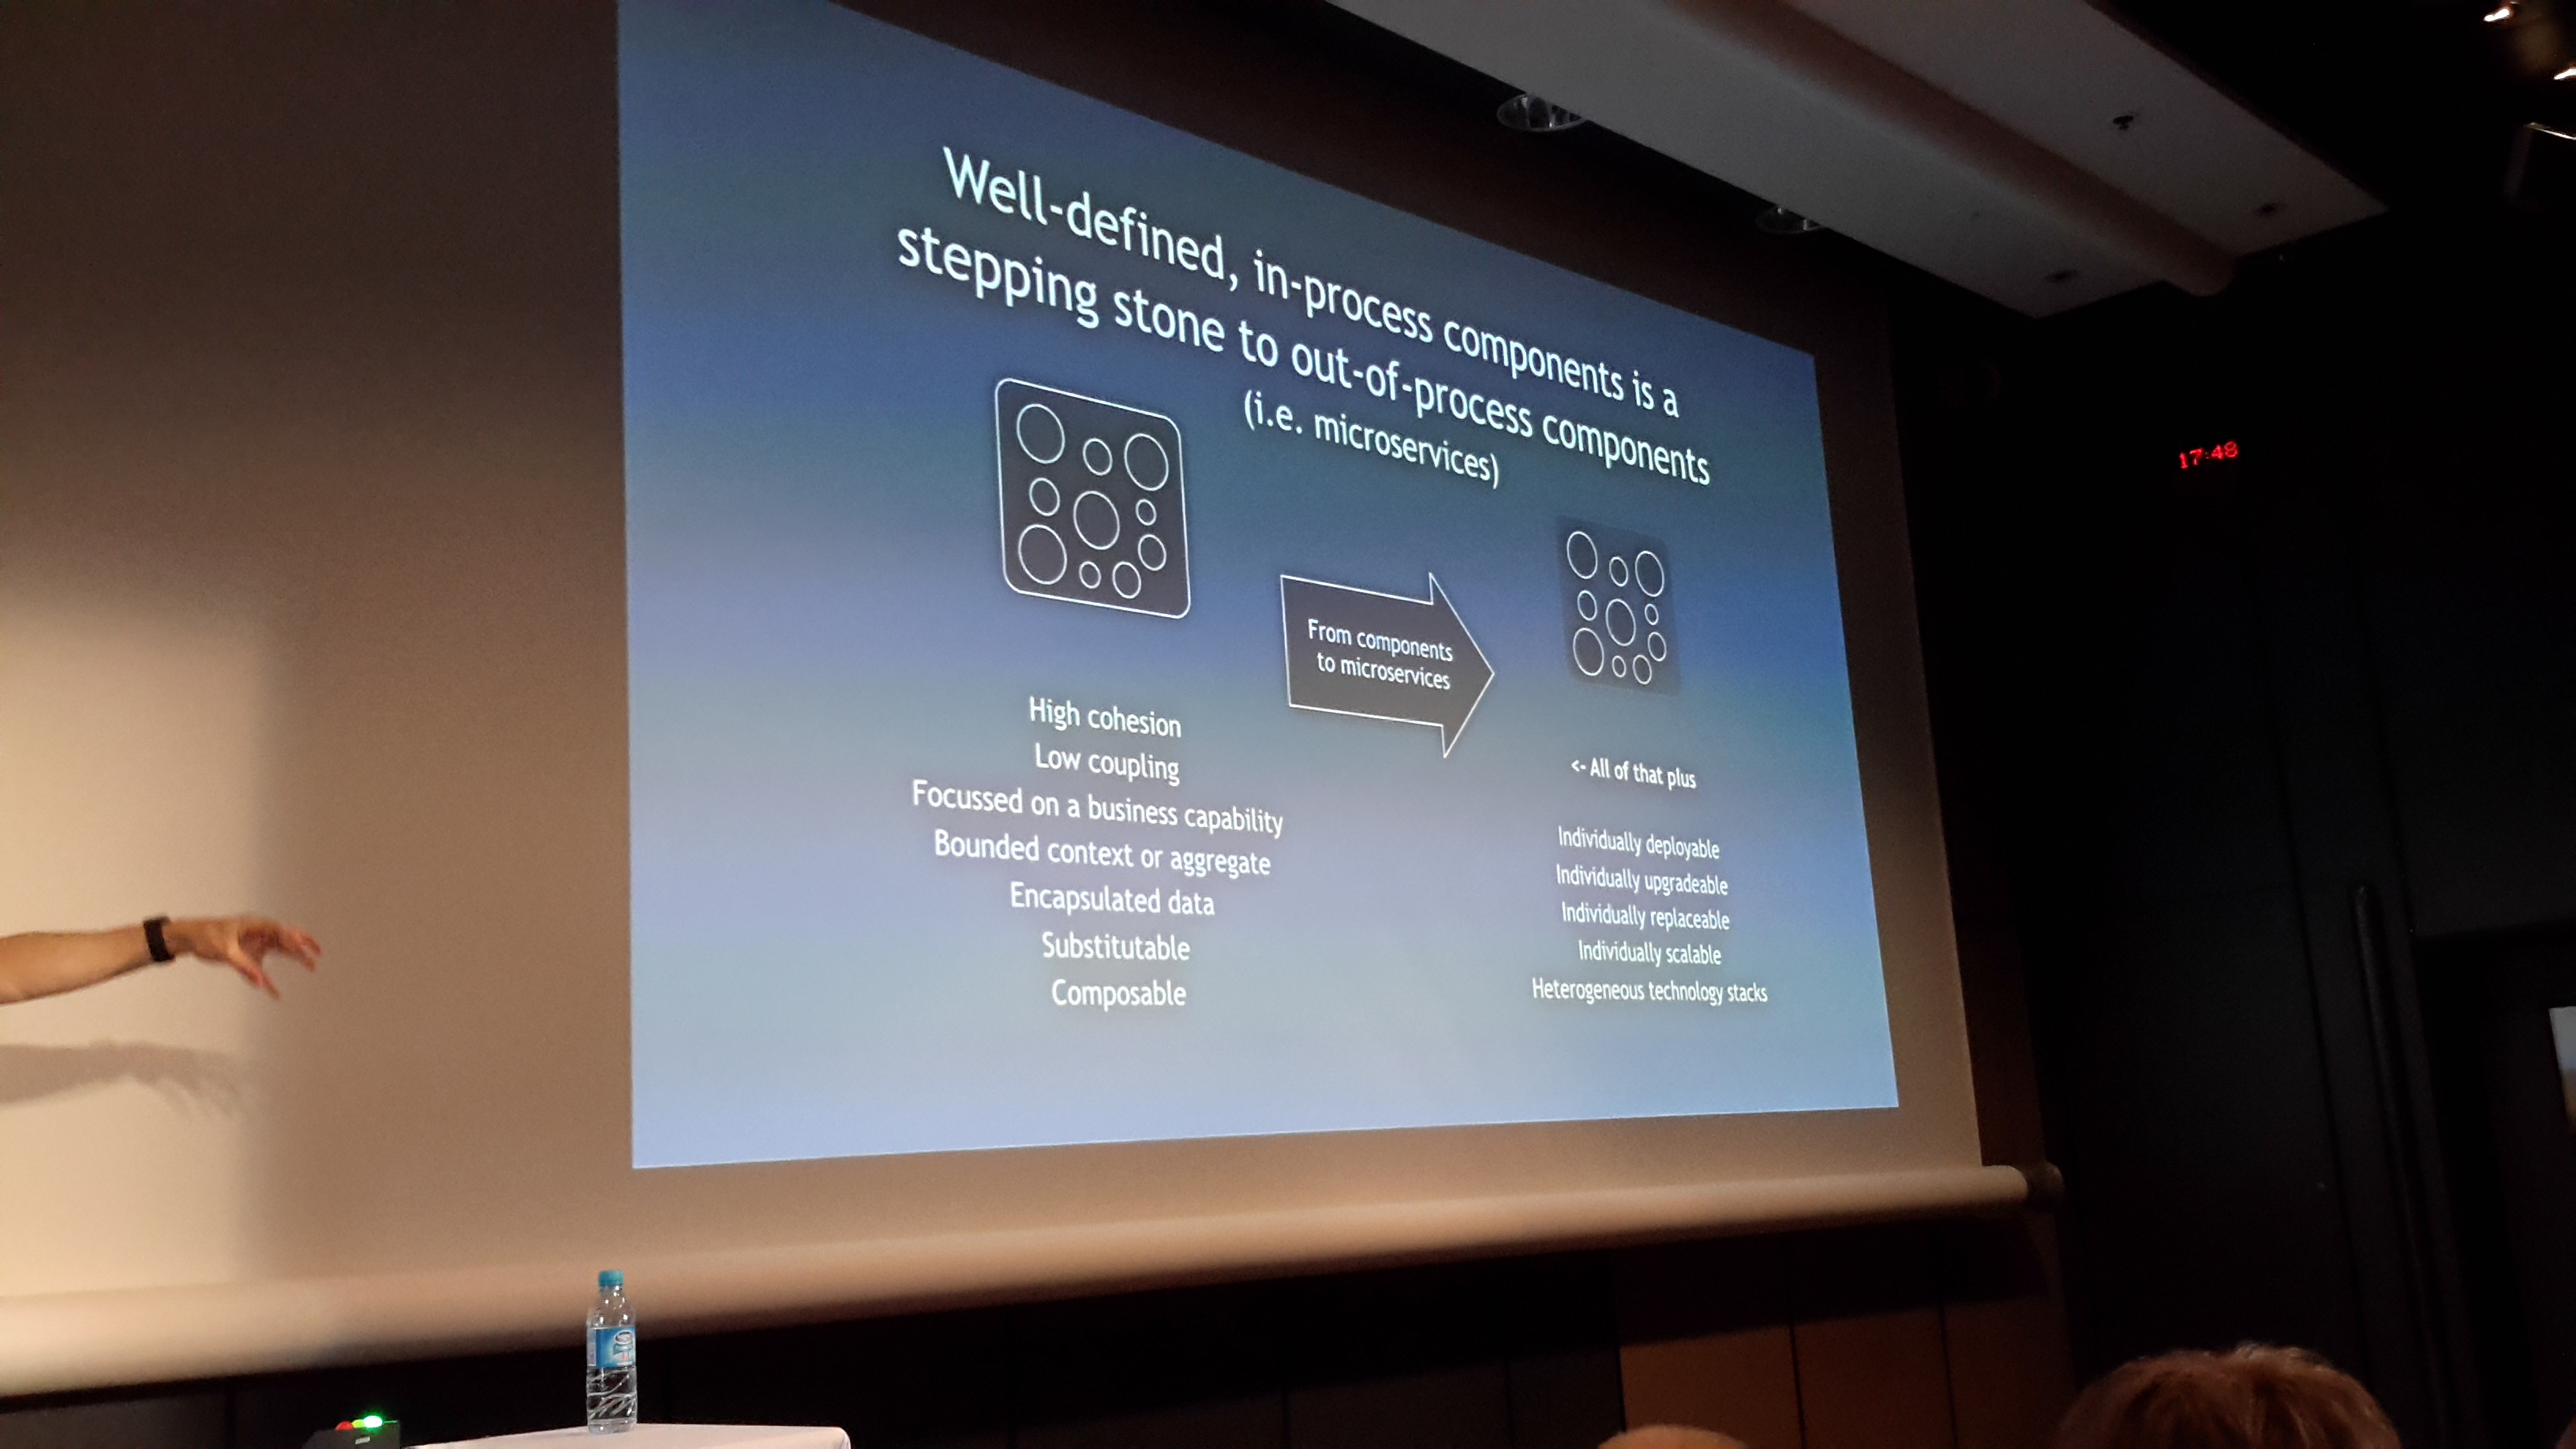 Well-defined, in-process components is a
stepping stone to out-of-process components
(i.e. microservices)
From components
to microservices
High cohesion
Low coupling
Focussed on a business capability
Bounded context or aggregate
Encapsulated data
Substitutable
Composable
<- All of that plus
Individually deployable
Individually upgradeable
Individually replaceable
Individually scalable
Heterogeneous technology stacks
17:48